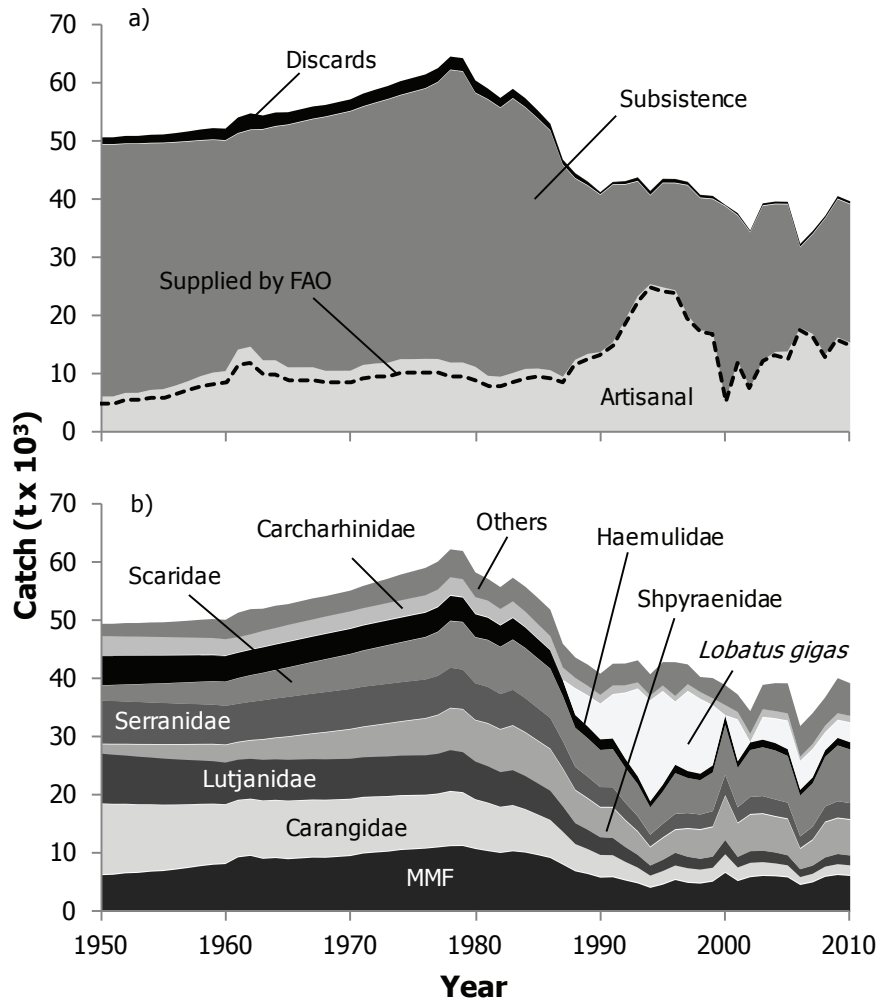 a)
70
60
50
40
30
20
10
0
Discards
Subsistence
Supplied by FAO
Artisanal
Catch (t x 10³)
b)
70
60
50
40
30
20
10
0
Others
Carcharhinidae
Haemulidae
Scaridae
Shpyraenidae
Lobatus gigas
Serranidae
Lutjanidae
Carangidae
MMF
1950 1960 1970 1980 1990 2000 2010
Year